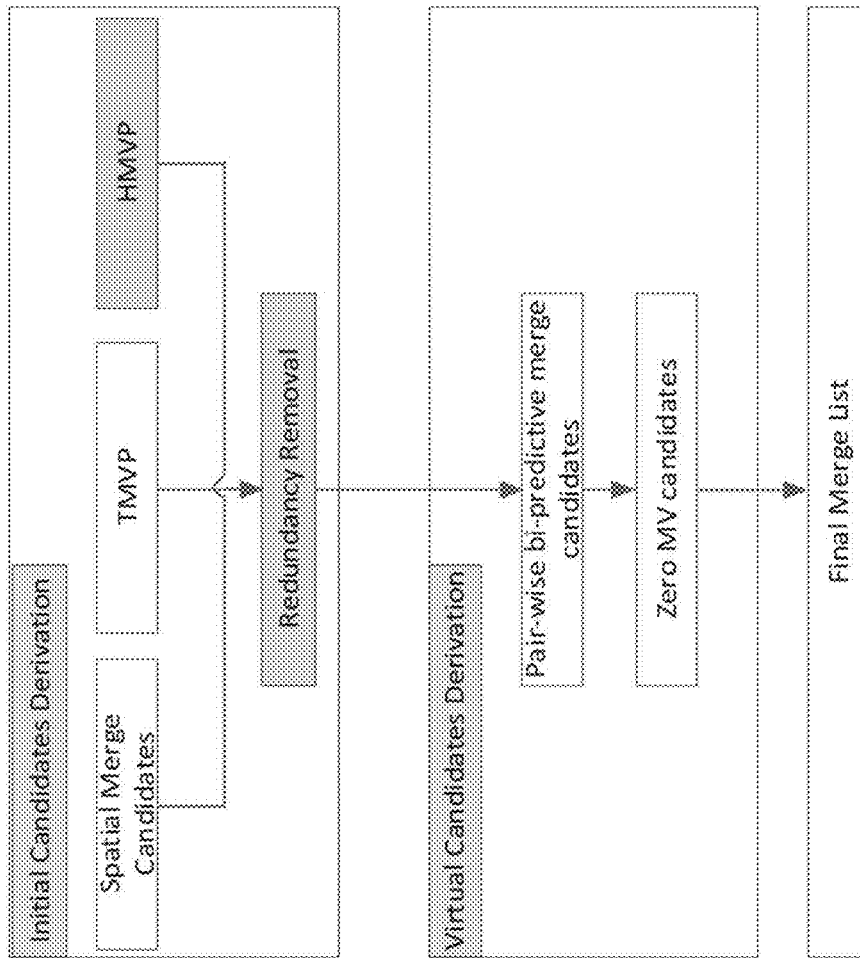 Initial Candidates Derivation
Spatial Merge
Candidates
TMVP
HMVP
Redundancy Removal
Virtual Candidates Derivation
Pair-wise bi-predictive merge
candidates
Zero MV candidates
Final Merge List